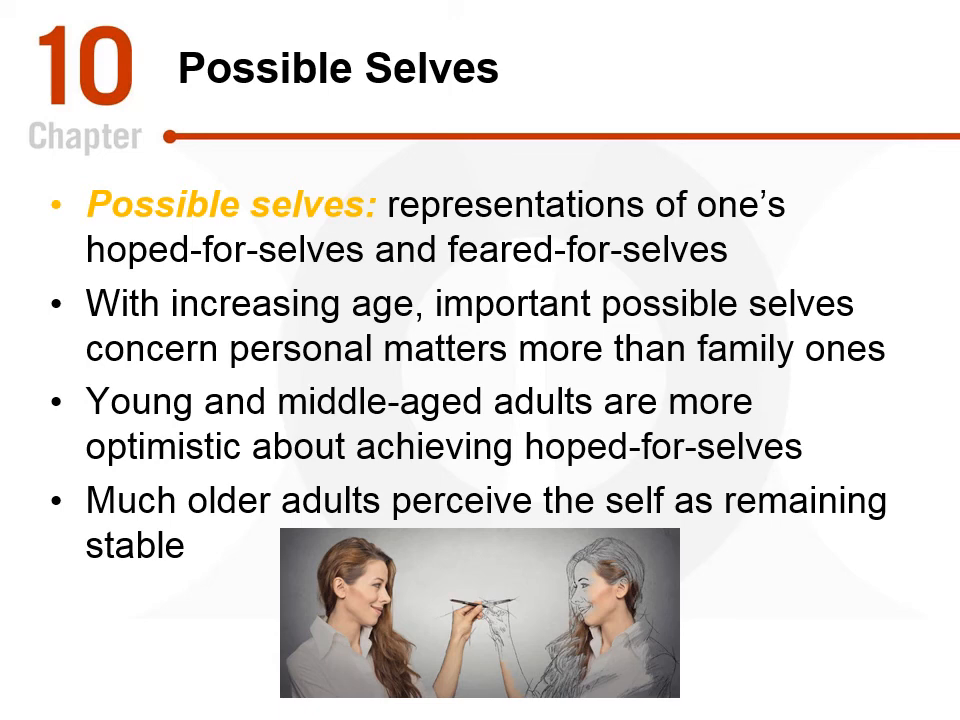 10
Chapter
Possible Selves
• Possible selves: representations of one’s
hoped-for-selves and feared-for-selves
• With increasing age, important possible selves
concern personal matters more than family ones
• Young and middle-aged adults are more
optimistic about achieving hoped-for-selves
• Much older adults perceive the self as remaining
stable